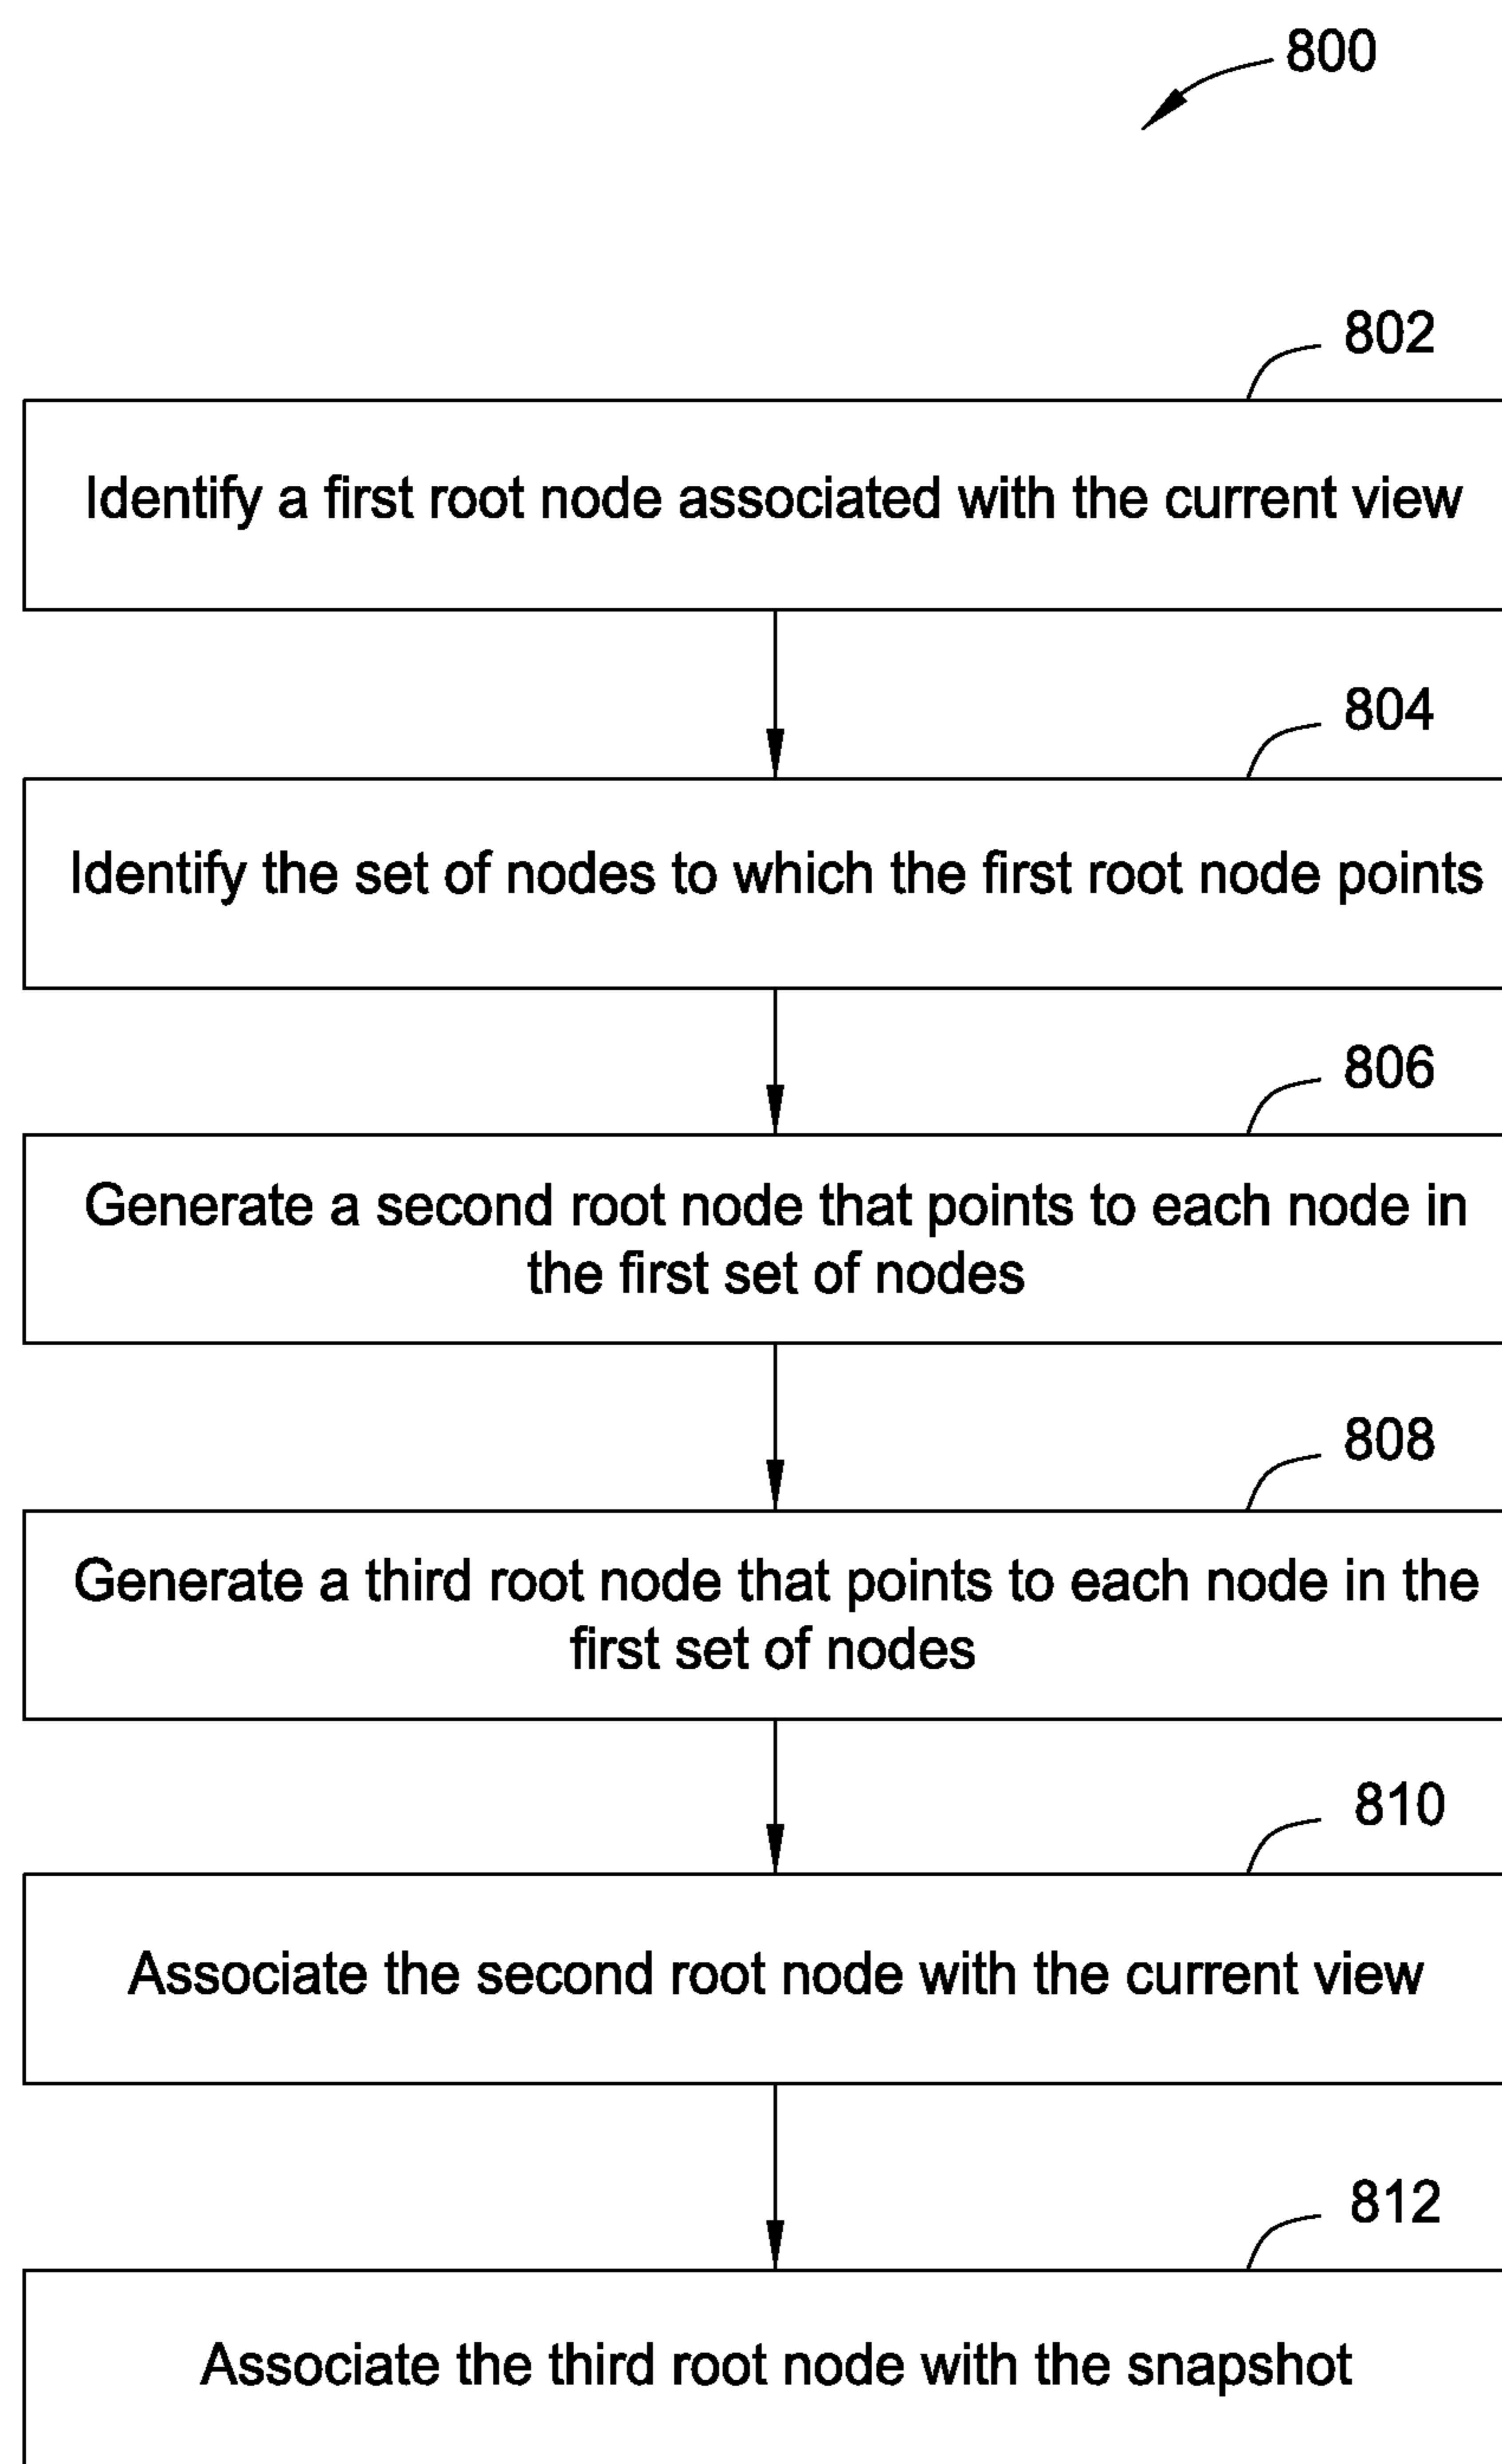 800
802
Identify a first root node associated with the current view
804
Identify the set of nodes to which the first root node points
806
Generate a second root node that points to each node in
the first set of nodes
808
Generate a third root node that points to each node in the
first set of nodes
810
Associate the second root node with the current view
812
Associate the third root node with the snapshot